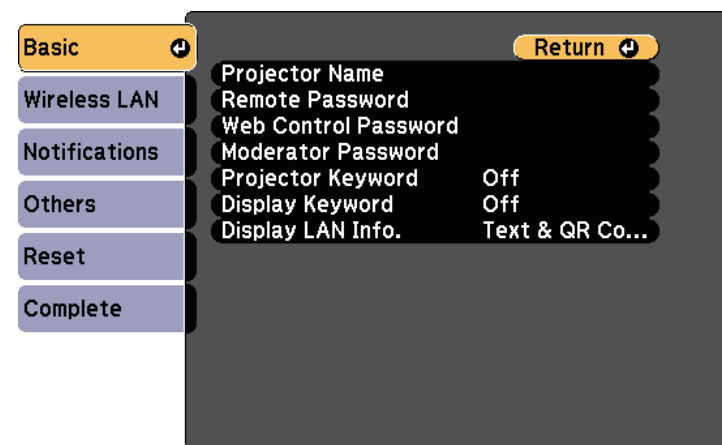 Basic
Wireless LAN
Notifications
Others
Reset
Complete
Return
Projector Name
Remote Password
Web Control Password
Moderator Password
Projector Keyword Off
Display Keyword Off
Display LAN Info. Text & QR Co...